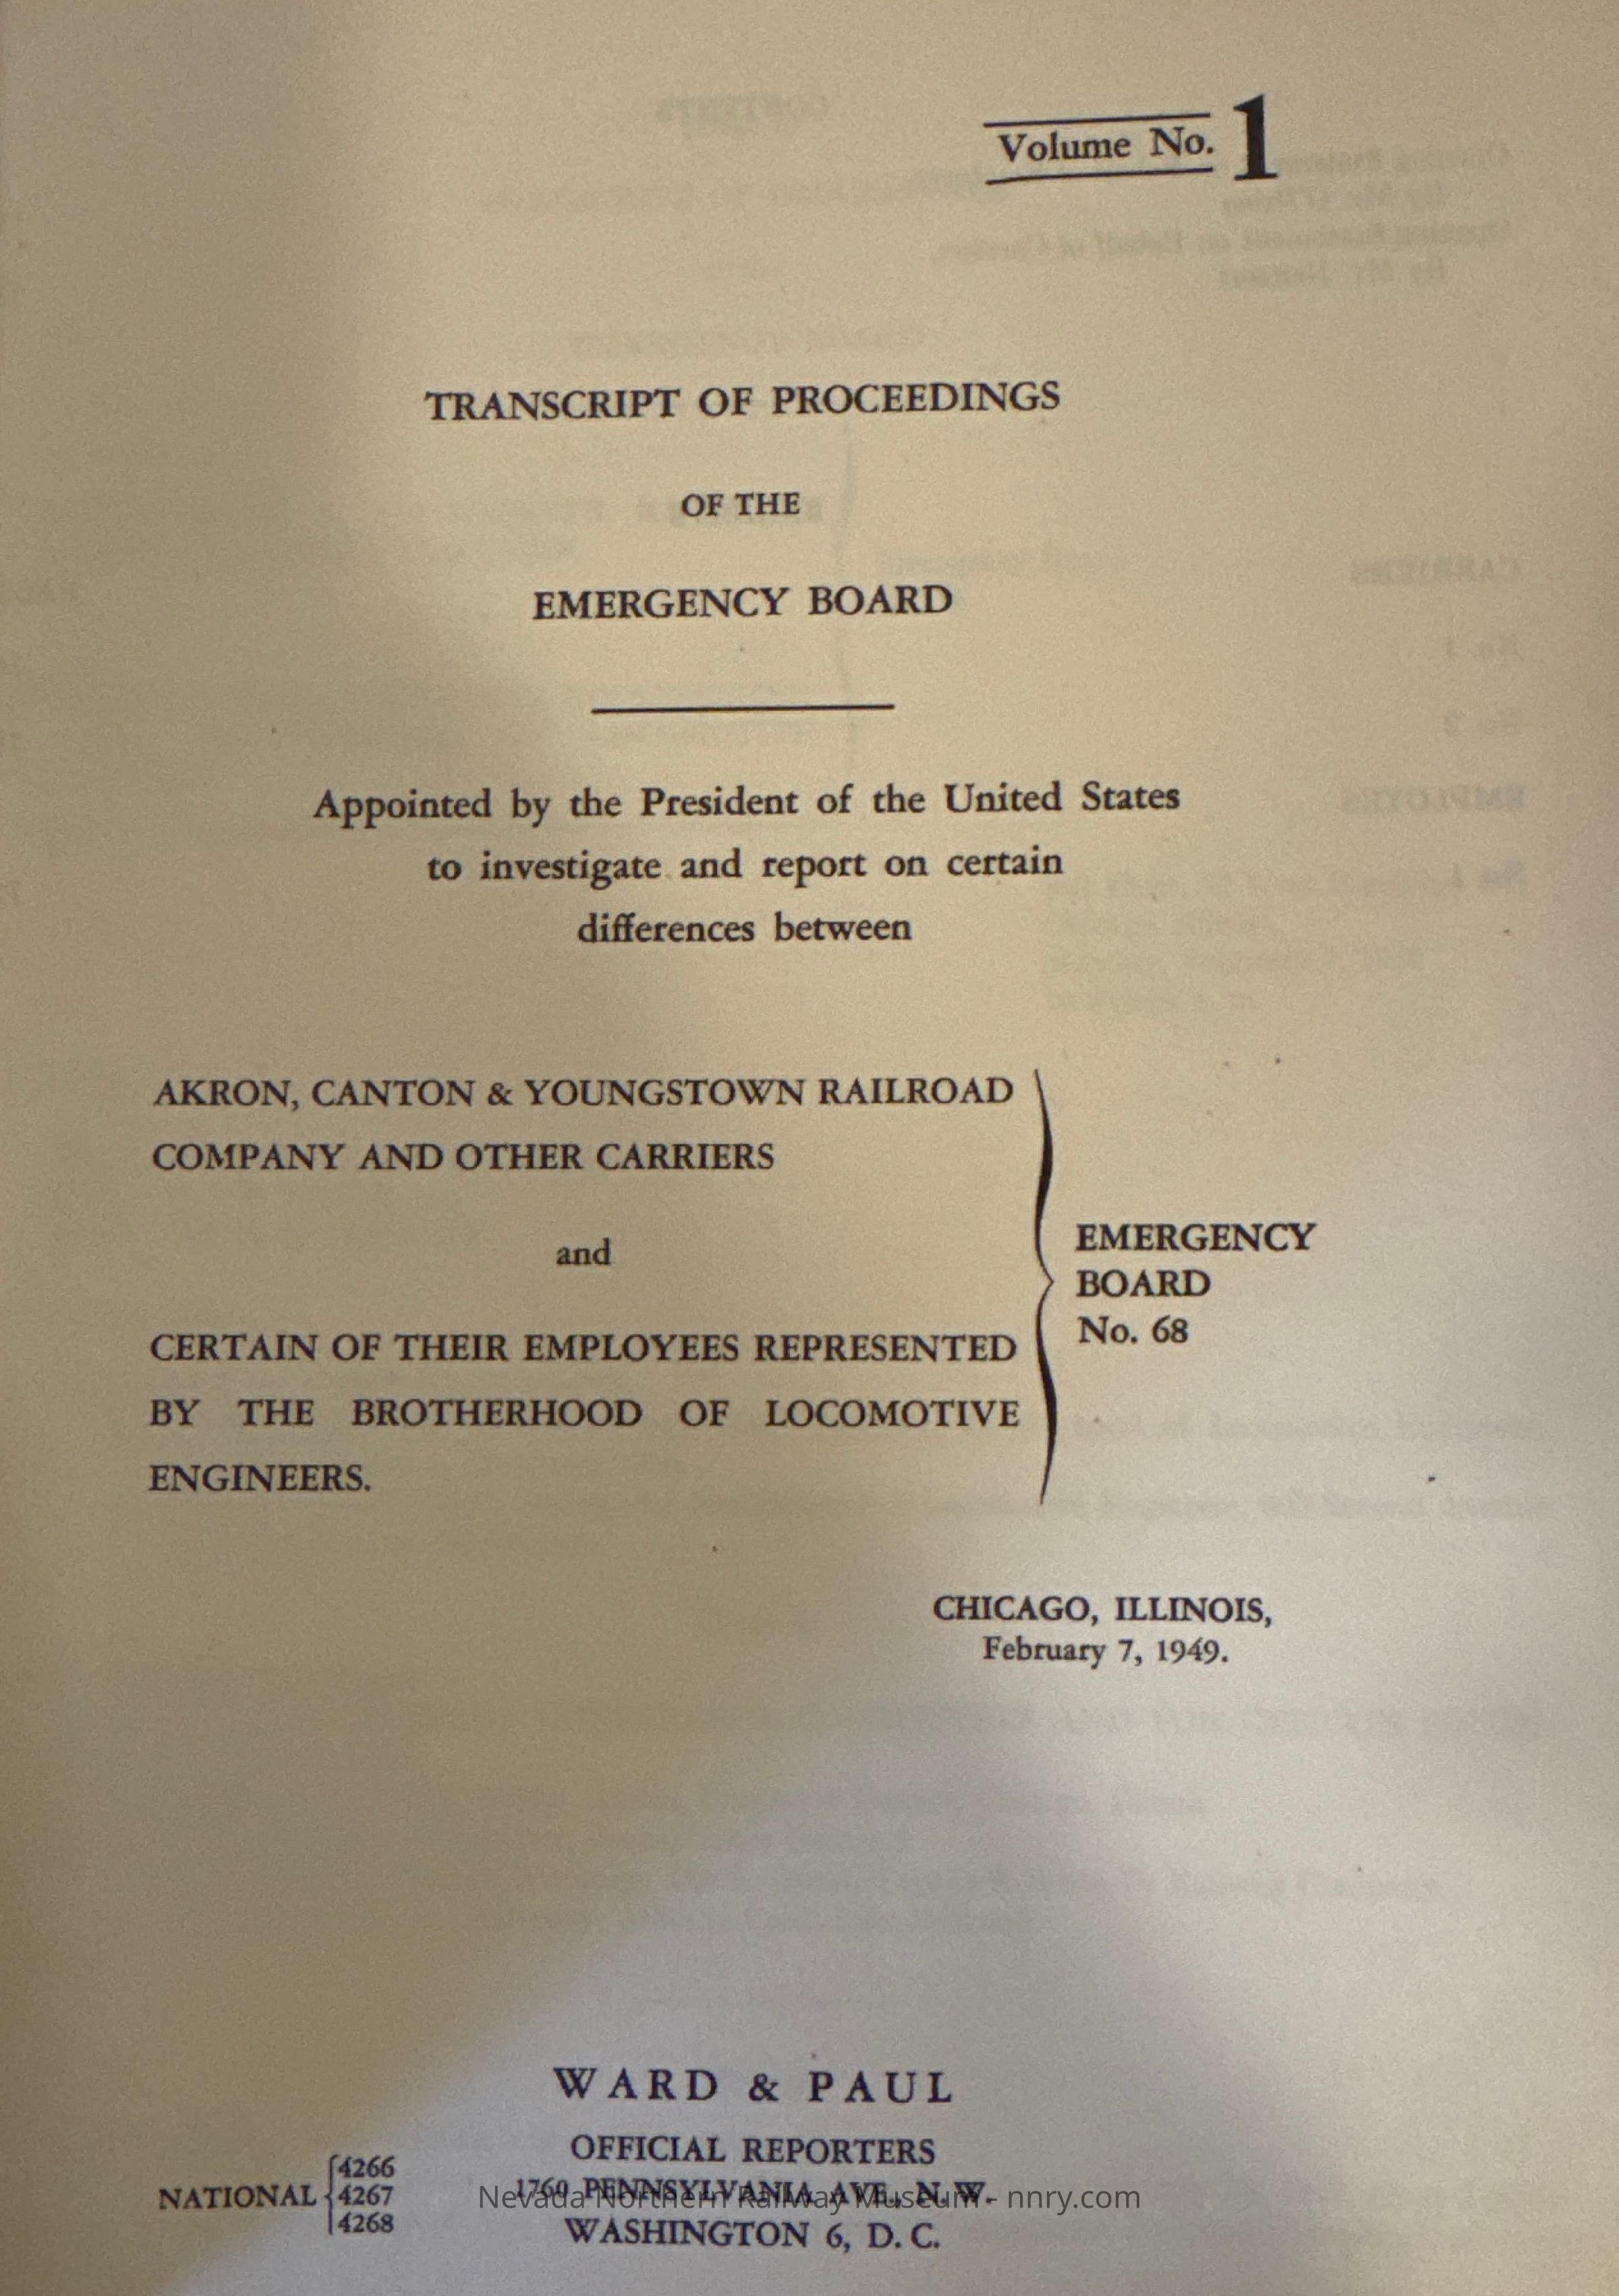 Volume No. 1
TRANSCRIPT OF PROCEEDINGS
OF THE
EMERGENCY BOARD
Appointed by the President of the United States
to investigate and report on certain
differences between
AKRON, CANTON & YOUNGSTOWN RAILROAD
COMPANY AND OTHER CARRIERS
and
CERTAIN OF THEIR EMPLOYEES REPRESENTED
BY THE BROTHERHOOD OF LOCOMOTIVE
ENGINEERS.
EMERGENCY
BOARD
No. 68
CHICAGO, ILLINOIS,
February 7, 1949.
WARD & PAUL
OFFICIAL REPORTERS
1760 PENNSYLVANIA AVE., N. W.
WASHINGTON 6, D. C.
NATIONAL
4266
4267
4268
Nevada Northern Railway Museum - nnry.com